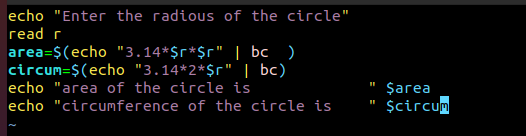 echo "Enter the radious of the circle"
read r
area=$(echo "3.14*$r*$r" | bc  )
circum=$(echo "3.14*2*$r" | bc)
echo "area of the circle is             " $area
echo "circumference of the circle is    " $circum
~